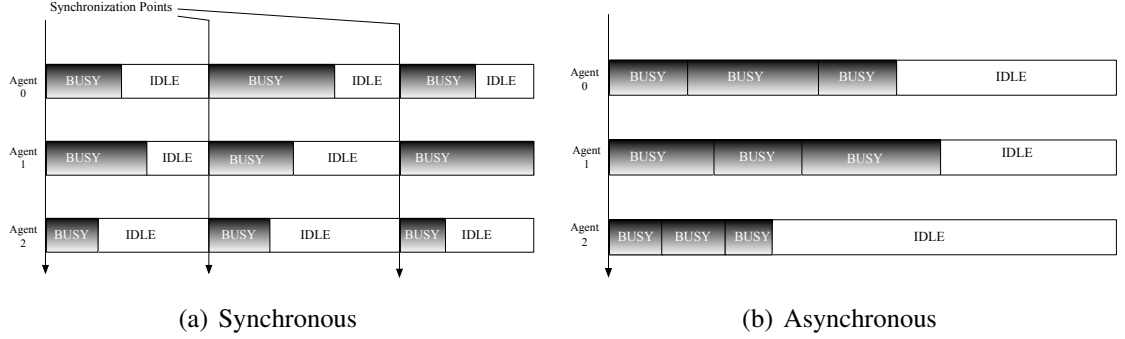 Synchronization Points
Agent
0
BUSY IDLE BUSY IDLE BUSY IDLE
Agent
1
BUSY IDLE BUSY IDLE BUSY
Agent
2
BUSY IDLE BUSY IDLE BUSY IDLE
(a) Synchronous
Agent
0
BUSY BUSY BUSY IDLE
Agent
1
BUSY BUSY BUSY IDLE
Agent
2
BUSY BUSY BUSY IDLE
(b) Asynchronous